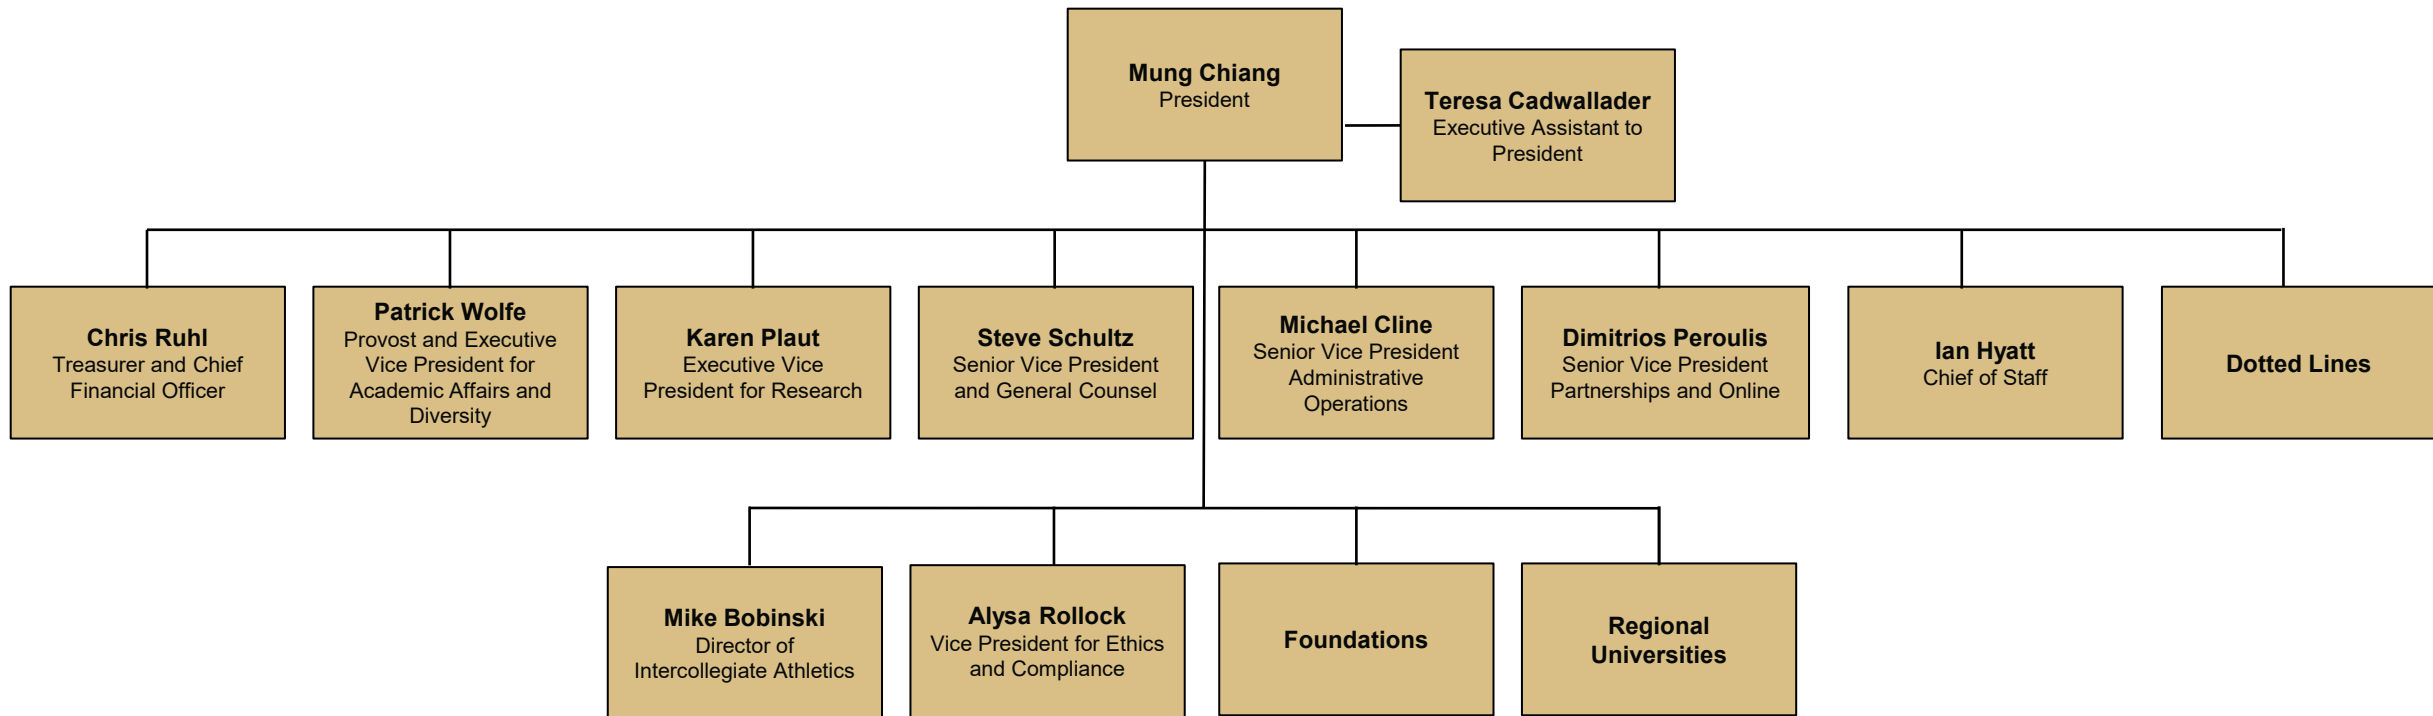 Mung Chiang
President
Teresa Cadwallader
Executive Assistant to
President
Chris Ruhl
Treasurer and Chief
Financial Officer
Patrick Wolfe
Provost and Executive
Vice President for
Academic Affairs and
Diversity
Karen Plaut
Executive Vice
President for Research
Steve Schultz
Senior Vice President
and General Counsel
Michael Cline
Senior Vice President
Administrative
Operations
Dimitrios Peroulis
Senior Vice President
Partnerships and Online
Ian Hyatt
Chief of Staff
Dotted Lines
Mike Bobinski
Director of
Intercollegiate Athletics
Alysa Rollock
Vice President for Ethics
and Compliance
Foundations
Regional
Universities